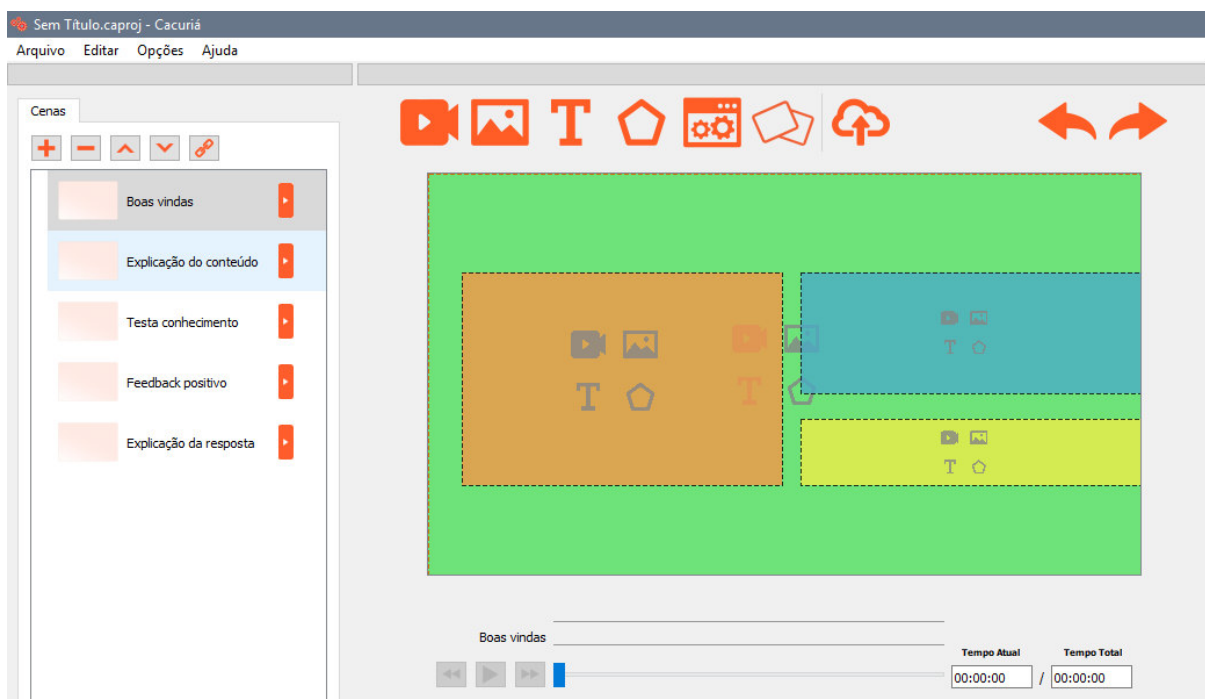 Sem Título.caproj - Cacuriá
Arquivo Editar Opções Ajuda
Cenas
Boas vindas
Explicação do conteúdo
Testa conhecimento
Feedback positivo
Explicação da resposta
T
T
T
T
T
Boas vindas
Tempo Atual Tempo Total
00:00:00 / 00:00:00